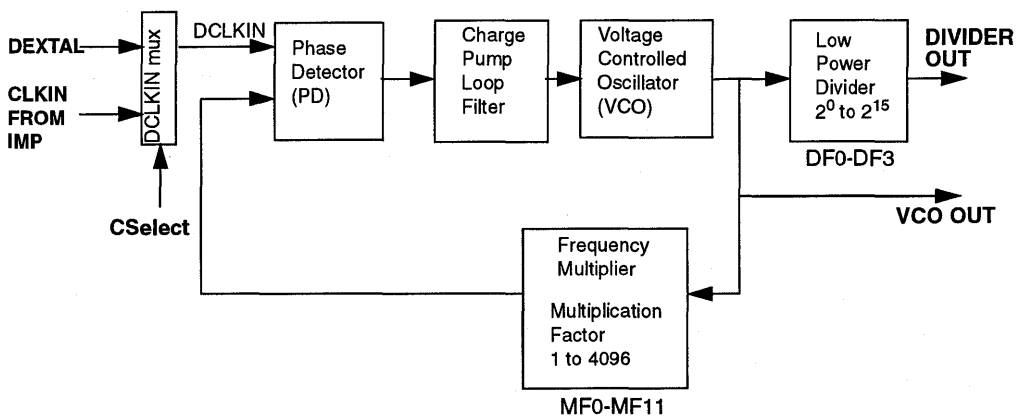 DEXTAL
CLKIN
FROM
IMP
DCLKIN mux
CSelect
DCLKIN
Phase
Detector
(PD)
Charge
Pump
Loop
Filter
Voltage
Controlled
Oscillator
(VCO)
Low
Power
Divider
2⁰ to 2¹⁵
DF0-DF3
DIVIDER
OUT
VCO OUT
Frequency
Multiplier
Multiplication
Factor
1 to 4096
MF0-MF11